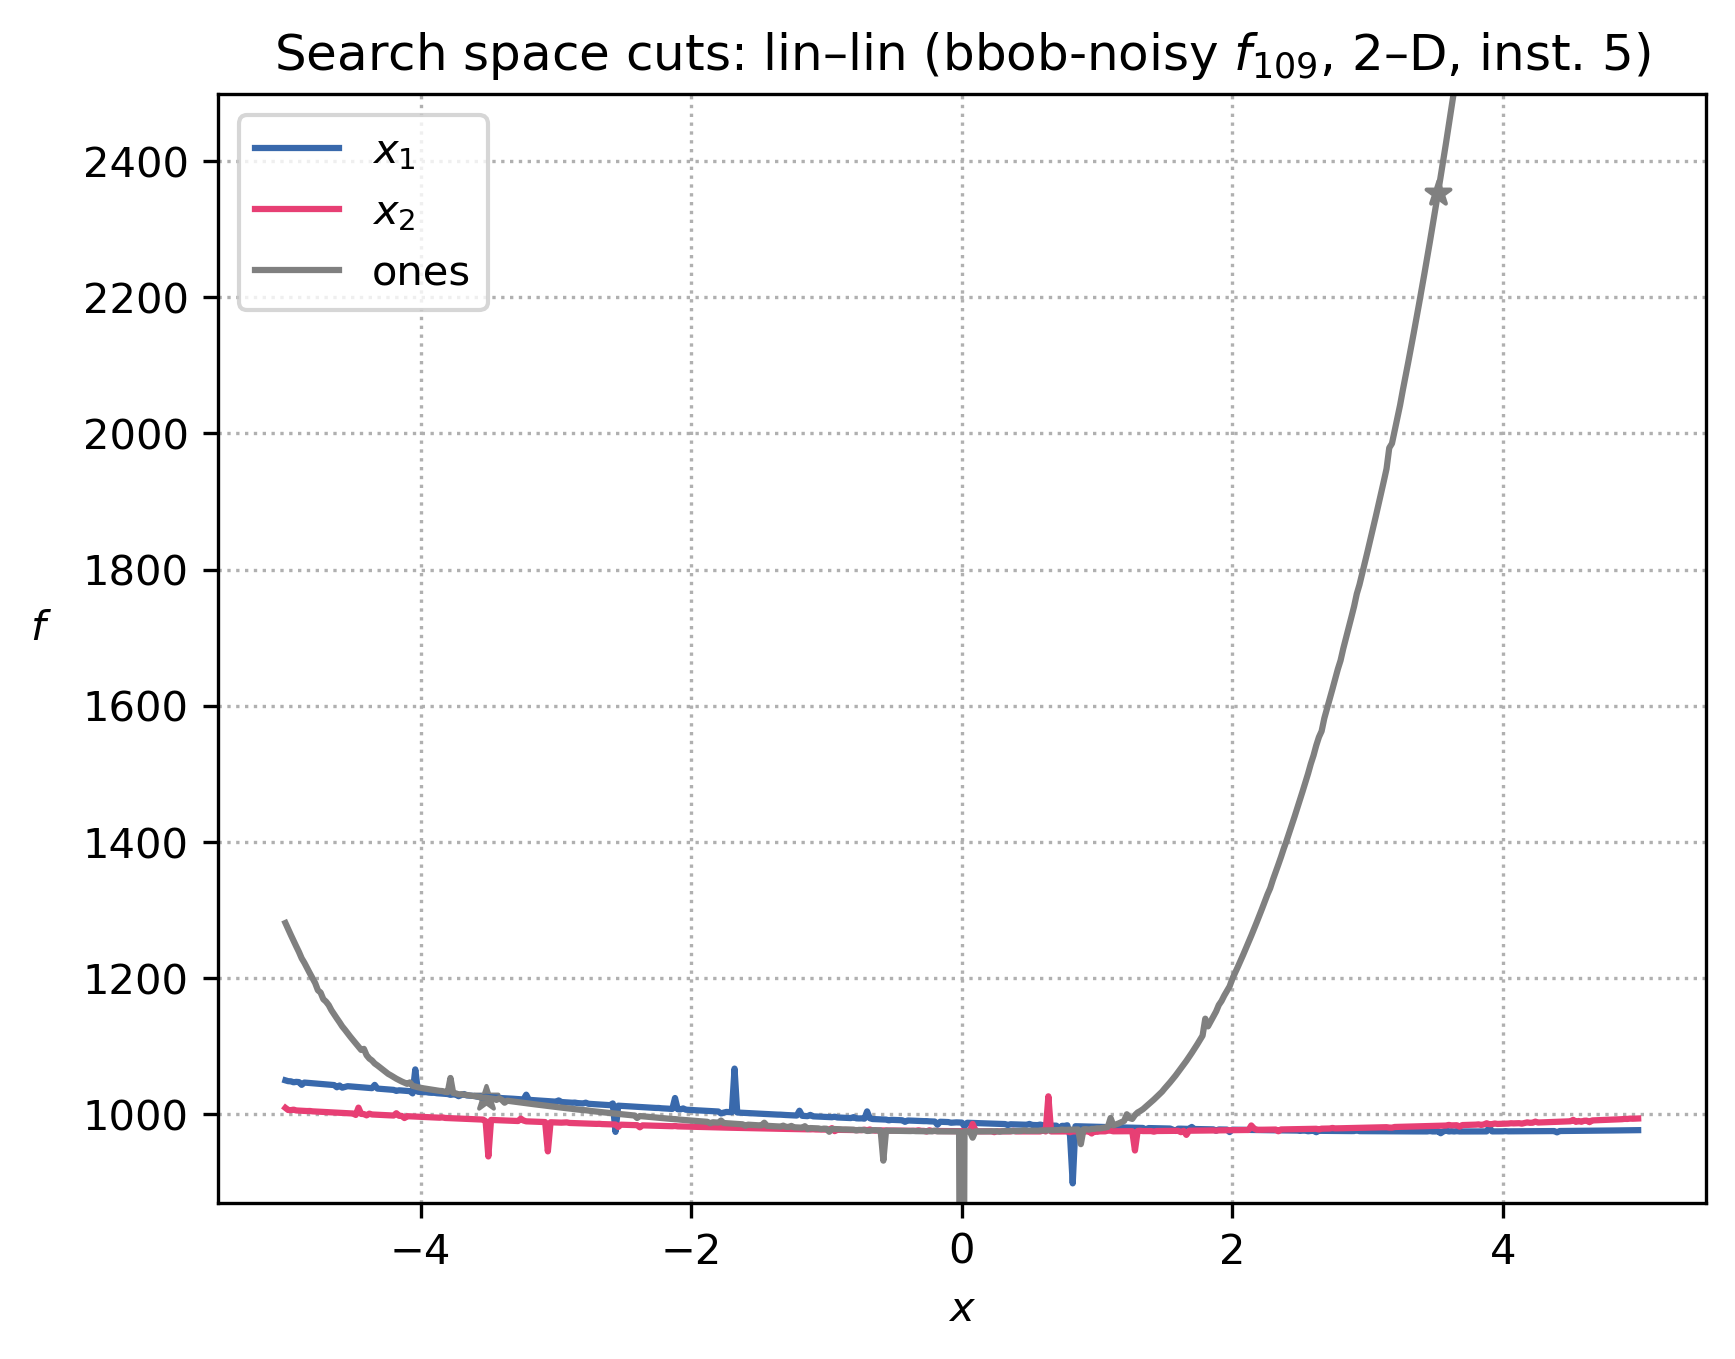 Search space cuts: lin–lin (bbob-noisy f₁₀₉, 2–D, inst. 5)
x₁
x₂
ones
2400
2200
2000
1800
1600
1400
1200
1000
f
−4
−2
0
2
4
x